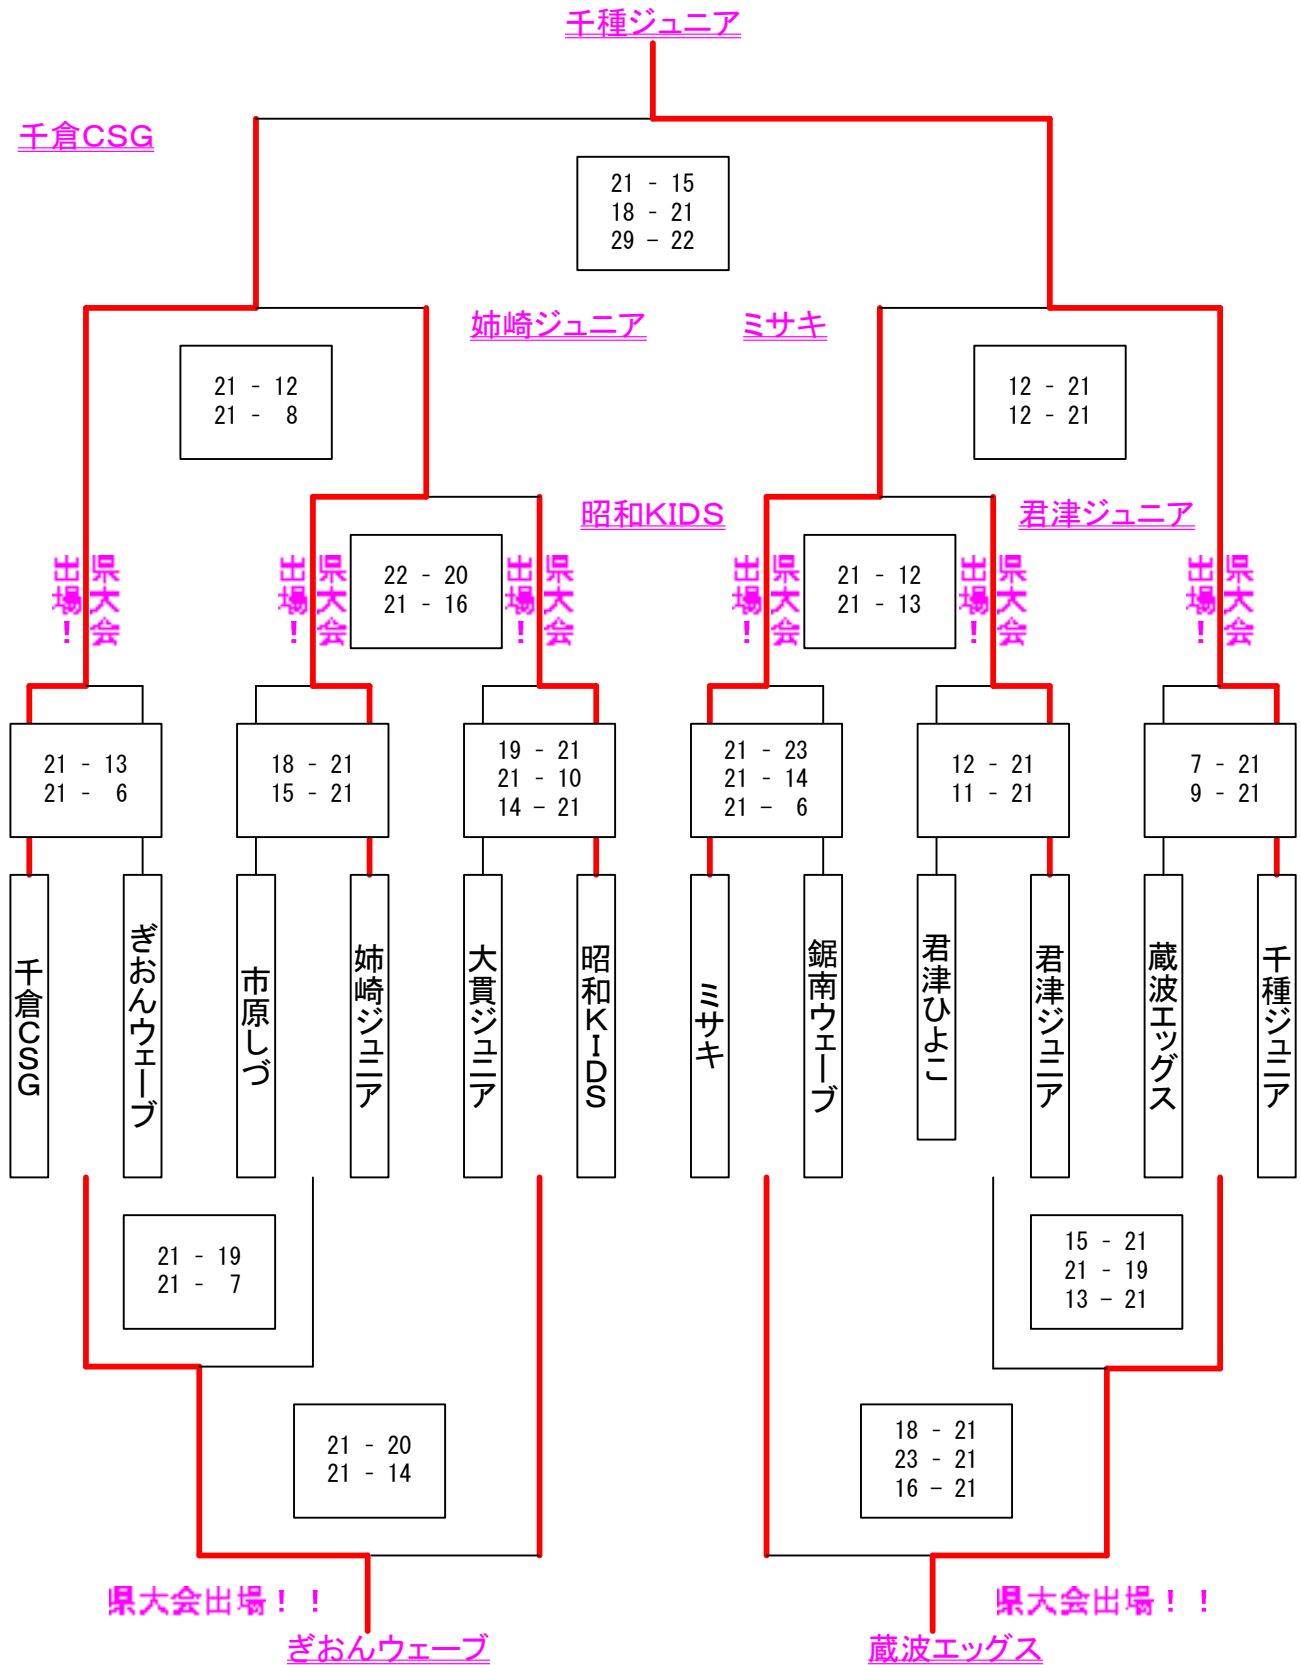 千種ジュニア
千倉CSG
21 - 15
18 - 21
29 − 22
姉崎ジュニア
ミサキ
21 - 12
21 - 8
12 - 21
12 - 21
昭和KIDS
君津ジュニア
県大会
出場！
県大会
出場！
22 - 20
21 - 16
県大会
出場！
県大会
出場！
21 - 12
21 - 13
県大会
出場！
県大会
出場！
21 - 13
21 - 6
18 - 21
15 - 21
19 - 21
21 - 10
14 − 21
21 - 23
21 - 14
21 − 6
12 - 21
11 - 21
7 - 21
9 - 21
千倉CSG
ぎおんウェーブ
市原しづ
姉崎ジュニア
大貫ジュニア
昭和KIDS
ミサキ
鋸南ウェーブ
君津ひよこ
君津ジュニア
蔵波エッグス
千種ジュニア
21 - 19
21 - 7
15 - 21
21 - 19
13 − 21
21 - 20
21 - 14
18 - 21
23 - 21
16 − 21
県大会出場！！
県大会出場！！
ぎおんウェーブ
蔵波エッグス